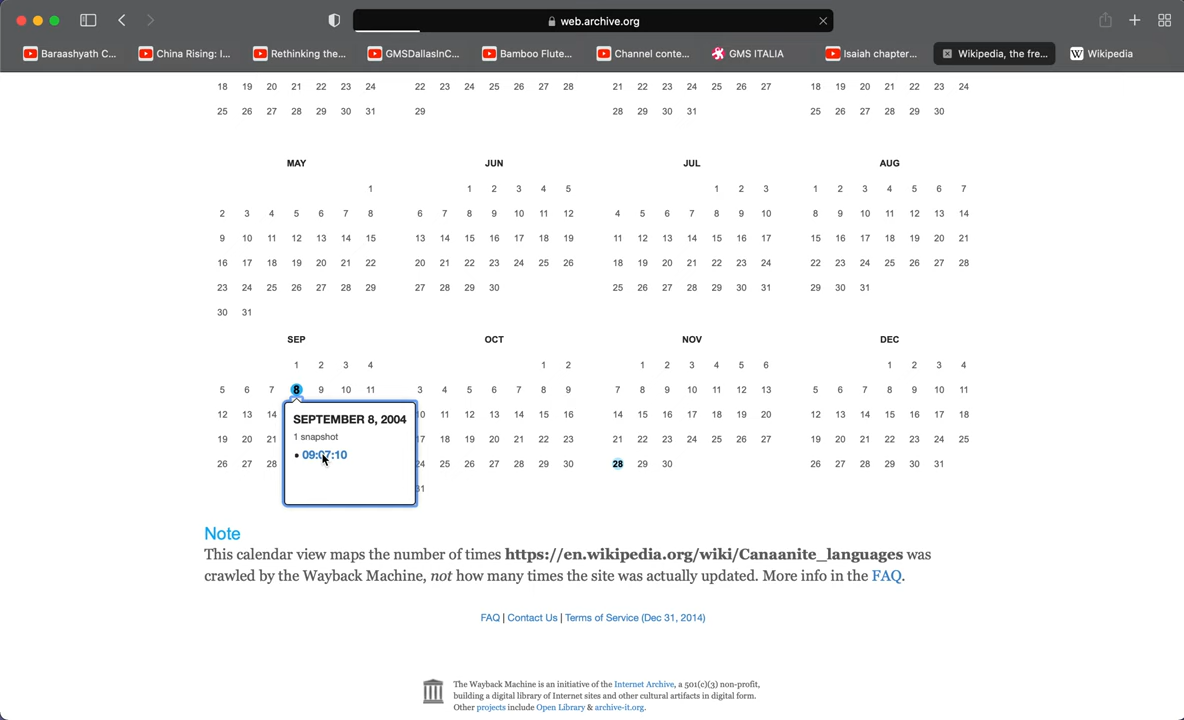 web.archive.org
Baraashyath C... China Rising: I... Rethinking the... GMSDallasInC... Bamboo Flute... Channel conte... GMS ITALIA Isaiah chapter... Wikipedia, the fre... Wikipedia
18 19 20 21 22 23 24 22 23 24 25 26 27 28 21 22 23 24 25 26 27 18 19 20 21 22 23 24
25 26 27 28 29 30 31 29 28 29 30 31 25 26 27 28 29 30
MAY JUN JUL AUG
1 1 2 3 4 5 1 2 3 1 2 3 4 5 6 7
2 3 4 5 6 7 8 6 7 8 9 10 11 12 4 5 6 7 8 9 10 8 9 10 11 12 13 14
9 10 11 12 13 14 15 13 14 15 16 17 18 19 11 12 13 14 15 16 17 15 16 17 18 19 20 21
16 17 18 19 20 21 22 20 21 22 23 24 25 26 18 19 20 21 22 23 24 22 23 24 25 26 27 28
23 24 25 26 27 28 29 27 28 29 30 25 26 27 28 29 30 31 29 30 31
30 31
SEP OCT NOV DEC
1 2 3 4 1 2 1 2 3 4 5 6 1 2 3 4
5 6 7 8 9 10 11 3 4 5 6 7 8 9 7 8 9 10 11 12 13 5 6 7 8 9 10 11
12 13 14 10 11 12 13 14 15 16 14 15 16 17 18 19 20 12 13 14 15 16 17 18
19 20 21 17 18 19 20 21 22 23 21 22 23 24 25 26 27 19 20 21 22 23 24 25
26 27 28 24 25 26 27 28 29 30 28 29 30 26 27 28 29 30 31
31
SEPTEMBER 8, 2004
1 snapshot
• 09:07:10
Note
This calendar view maps the number of times https://en.wikipedia.org/wiki/Canaanite_languages was
crawled by the Wayback Machine, not how many times the site was actually updated. More info in the FAQ.
FAQ | Contact Us | Terms of Service (Dec 31, 2014)
The Wayback Machine is an initiative of the Internet Archive, a 501(c)(3) non-profit,
building a digital library of Internet sites and other cultural artifacts in digital form.
Other projects include Open Library & archive-it.org.